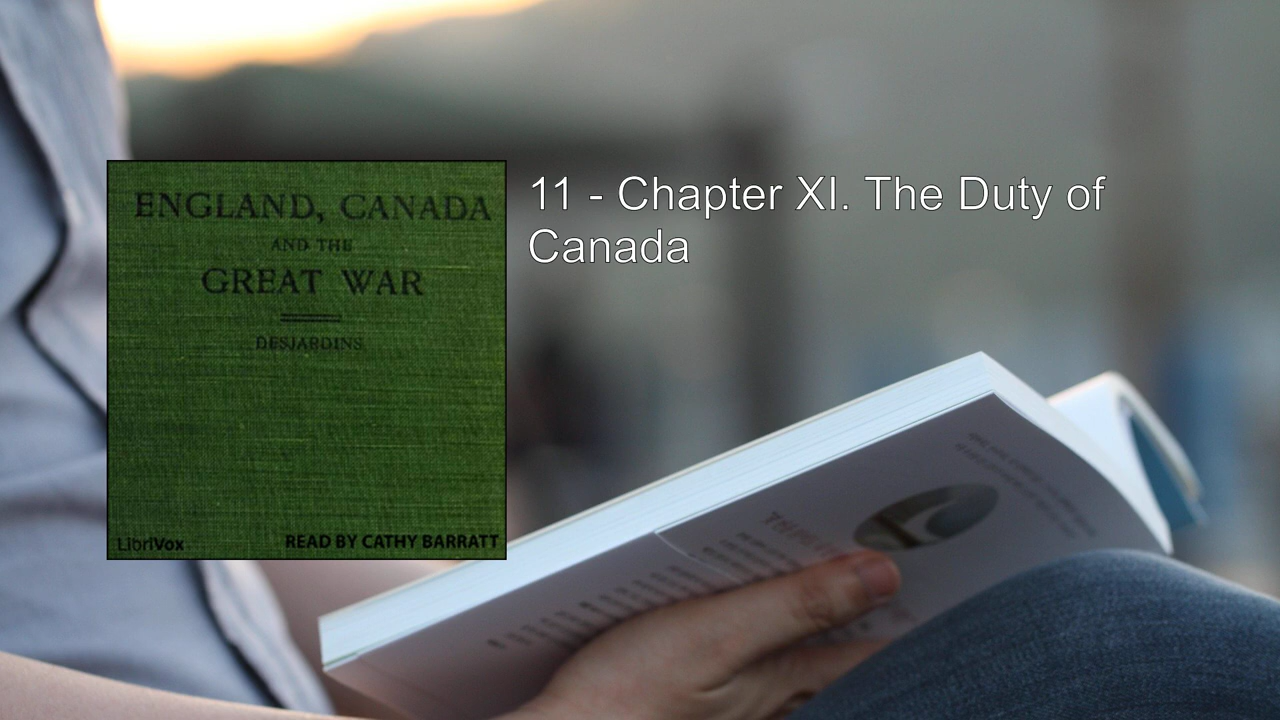 ENGLAND, CANADA
AND THE
GREAT WAR
DESJARDINS
LibriVox
READ BY CATHY BARRATT
11 - Chapter XI. The Duty of
Canada